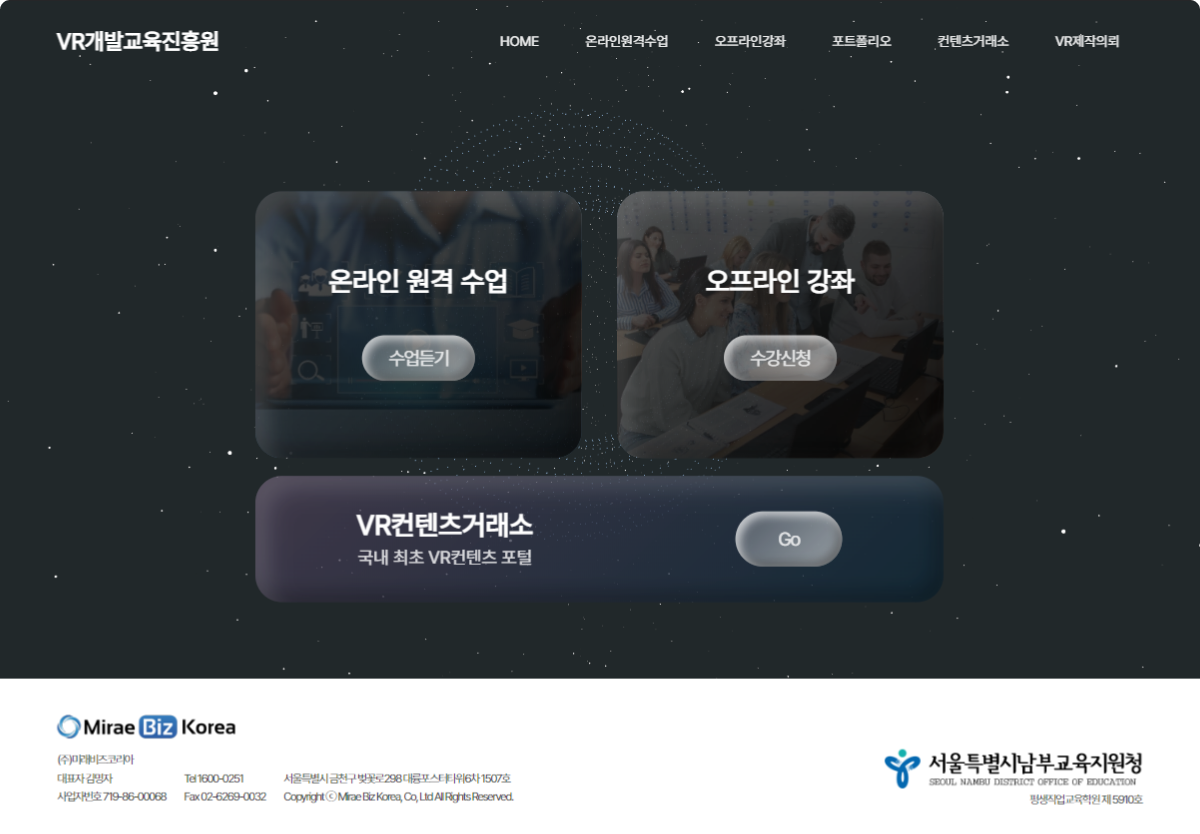 VR개발교육진흥원
HOME 온라인원격수업 오프라인강좌 포트폴리오 컨텐츠거래소 VR제작의뢰
온라인 원격 수업
수업듣기
오프라인 강좌
수강신청
VR컨텐츠거래소
국내 최초 VR컨텐츠 포털
Go
Mirae Biz Korea
(주)미래비즈코리아
대표자 김명자 Tel 1600-0251 서울특별시 금천구 벚꽃로298 대륭포스터타워6차 1507호
사업자번호 719-86-00068 Fax 02-6269-0032 Copyright ⓒ Mirae Biz Korea, Co, Ltd All Rights Reserved.
서울특별시남부교육지원청
SEOUL NAMBU DISTRICT OFFICE OF EDUCATION
평생직업교육학원 제 5910호